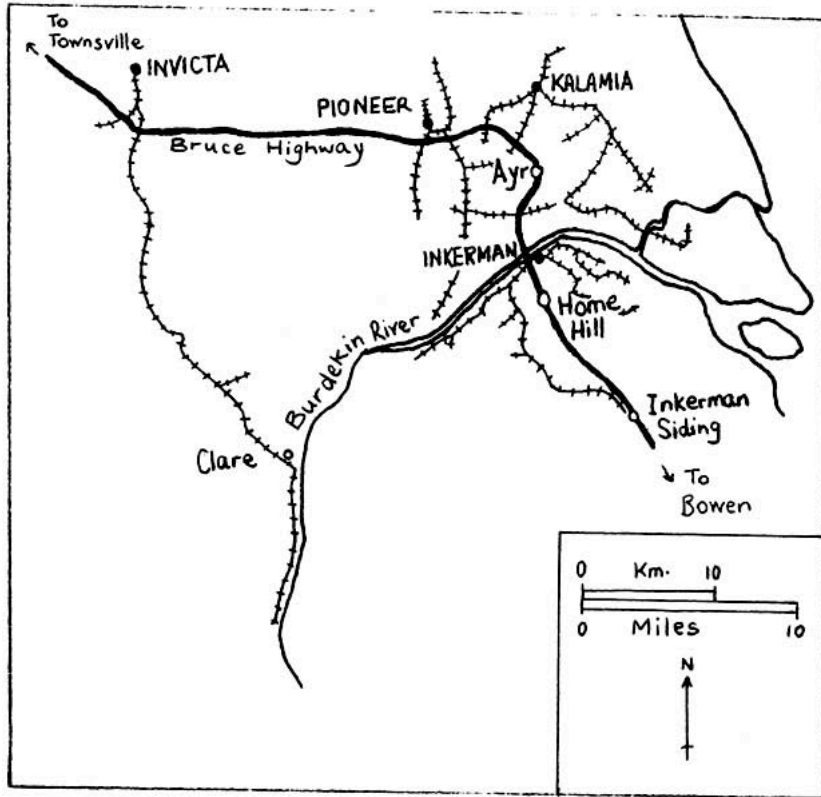 To
Townsville
INVICTA
PIONEER
KALAMIA
Bruce Highway
Ayr
INKERMAN
Home
Hill
Burdekin River
Inkerman
Siding
Clare
To
Bowen
0 Km. 10
0 Miles 10
N